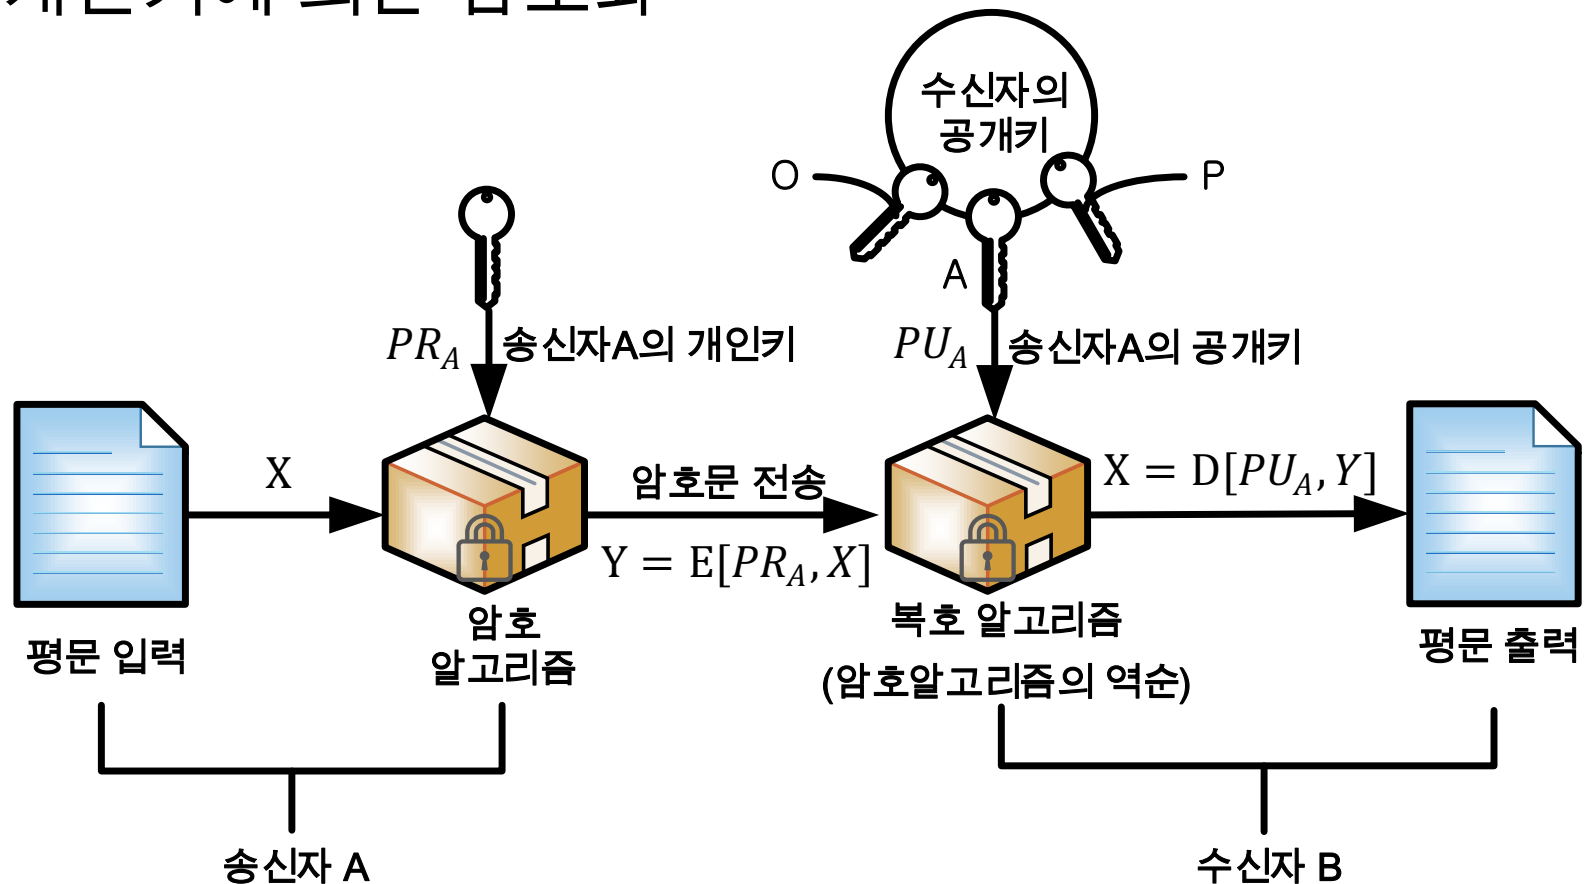 수신자의
공개키
O
P
A
PR_A 송신자A의 개인키
PU_A 송신자A의 공개키
X
암호문 전송
Y = E[PR_A, X]
X = D[PU_A, Y]
평문 입력
암호
알고리즘
복호 알고리즘
(암호알고리즘의 역순)
평문 출력
송신자 A
수신자 B